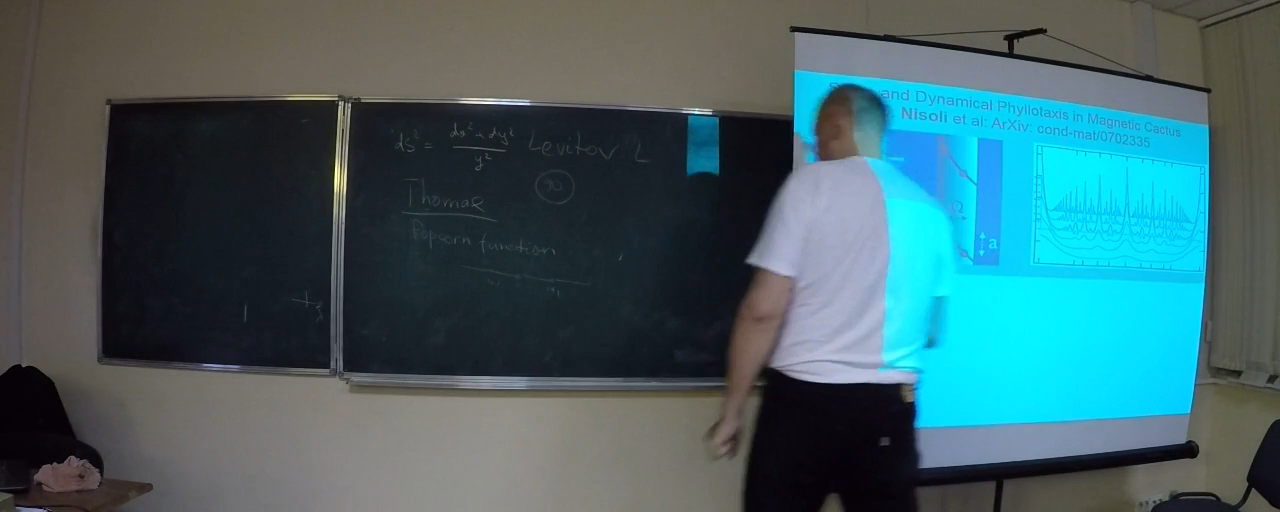 ds² = dx² + dy² / y² Levitov L
90
Thomae
Popcorn function
and Dynamical Phyllotaxis in Magnetic Cactus
Nisoli et al: ArXiv: cond-mat/0702335
Ω
a